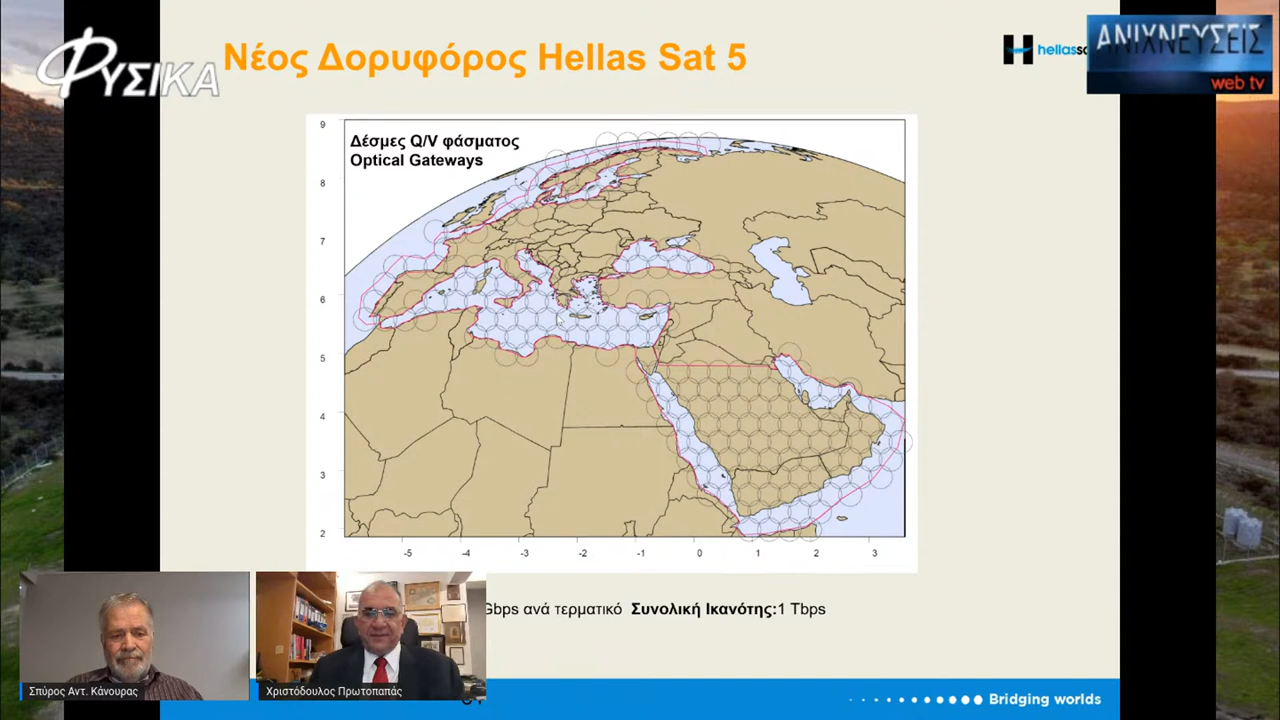 ΦΥΣΙΚΑ
Νέος Δορυφόρος Hellas Sat 5
ΑΝΙΧΝΕΥΣΕΙΣ
web tv
Δέσμες Q/V φάσματος
Optical Gateways
9
8
7
6
5
4
3
2
-5 -4 -3 -2 -1 0 1 2 3
Gbps ανά τερματικό Συνολική Ικανότης:1 Tbps
Σπύρος Αντ. Κάνουρας
Χριστόδουλος Πρωτοπαπάς
Bridging worlds